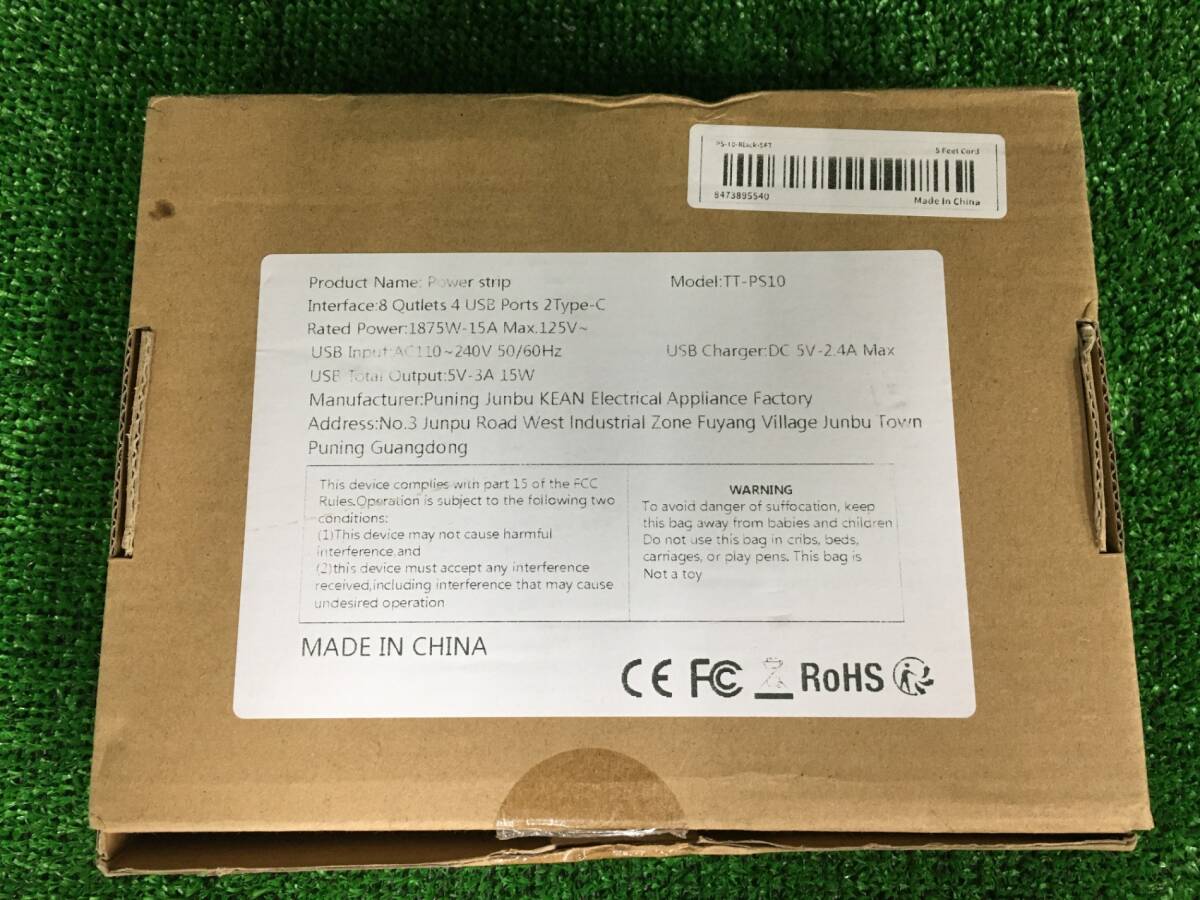 PS-10-BLack-5FT 5 Feet Cord
8473895540 Made In China
Product Name: Power strip Model:TT-PS10
Interface:8 Qutlets 4 USB Ports 2Type-C
Rated Power:1875W-15A Max.125V~
USB Input:AC110~240V 50/60Hz USB Charger:DC 5V-2.4A Max
USB Total Output:5V-3A 15W
Manufacturer:Puning Junbu KEAN Electrical Appliance Factory
Address:No.3 Junpu Road West Industrial Zone Fuyang Village Junbu Town
Puning Guangdong
This device complies with part 15 of the FCC
Rules.Operation is subject to the following two
conditions:
(1)This device may not cause harmful
interference,and
(2)this device must accept any interference
received,including interference that may cause
undesired operation
WARNING
To avoid danger of suffocation, keep
this bag away from babies and children
Do not use this bag in cribs, beds,
carriages, or play pens. This bag is
Not a toy
MADE IN CHINA
CE FC RoHS